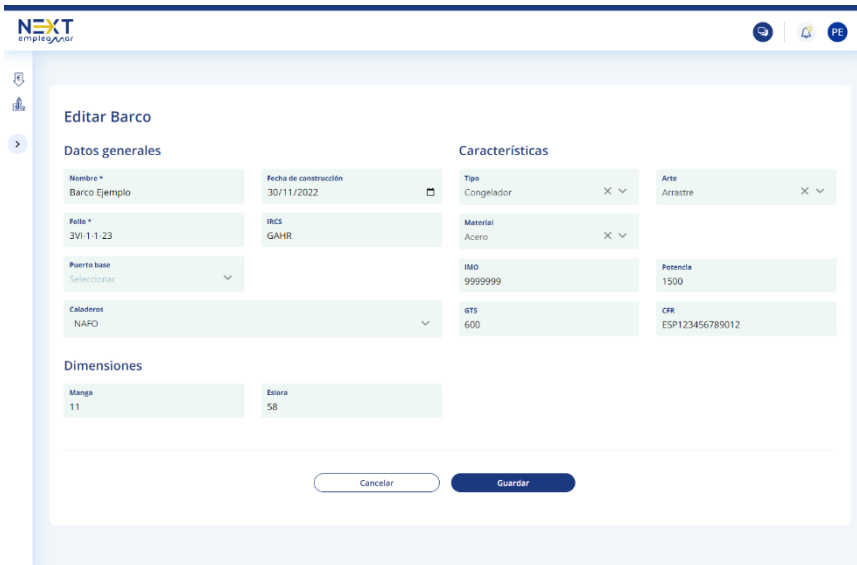 NEXT
empleamar
PE
Editar Barco
Datos generales
Nombre *
Barco Ejemplo
Fecha de construcción
30/11/2022
Folio *
3VI-1-1-23
IRCS
GAHR
Puerto base
Seleccionar
Caladeros
NAFO
Dimensiones
Manga
11
Eslora
58
Características
Tipo
Congelador
Arte
Arrastre
Material
Acero
IMO
9999999
Potencia
1500
GTS
600
CFR
ESP123456789012
Cancelar
Guardar